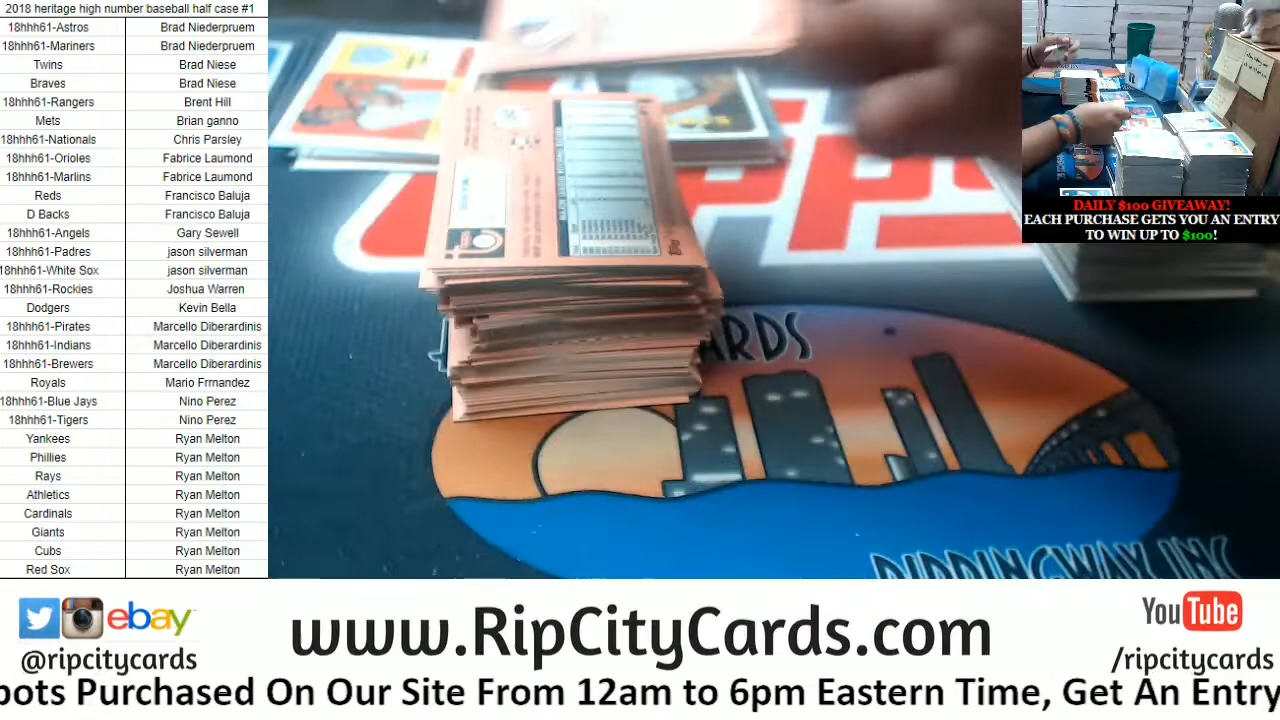 2018 heritage high number baseball half case #1
18hhh61-Astros Brad Niederpruem
18hhh61-Mariners Brad Niederpruem
Twins Brad Niese
Braves Brad Niese
18hhh61-Rangers Brent Hill
Mets Brian ganno
18hhh61-Nationals Chris Parsley
18hhh61-Orioles Fabrice Laumond
18hhh61-Marlins Fabrice Laumond
Reds Francisco Baluja
D Backs Francisco Baluja
18hhh61-Angels Gary Sewell
18hhh61-Padres jason silverman
18hhh61-White Sox jason silverman
18hhh61-Rockies Joshua Warren
Dodgers Kevin Bella
18hhh61-Pirates Marcello Diberardinis
18hhh61-Indians Marcello Diberardinis
18hhh61-Brewers Marcello Diberardinis
Royals Mario Frrnandez
18hhh61-Blue Jays Nino Perez
18hhh61-Tigers Nino Perez
Yankees Ryan Melton
Phillies Ryan Melton
Rays Ryan Melton
Athletics Ryan Melton
Cardinals Ryan Melton
Giants Ryan Melton
Cubs Ryan Melton
Red Sox Ryan Melton
DAILY $100 GIVEAWAY!
EACH PURCHASE GETS YOU AN ENTRY
TO WIN UP TO $100!
ARDS
RIPPINGWAX INC
ebay
@ripcitycards
www.RipCityCards.com
YouTube
/ripcitycards
pots Purchased On Our Site From 12am to 6pm Eastern Time, Get An Entry